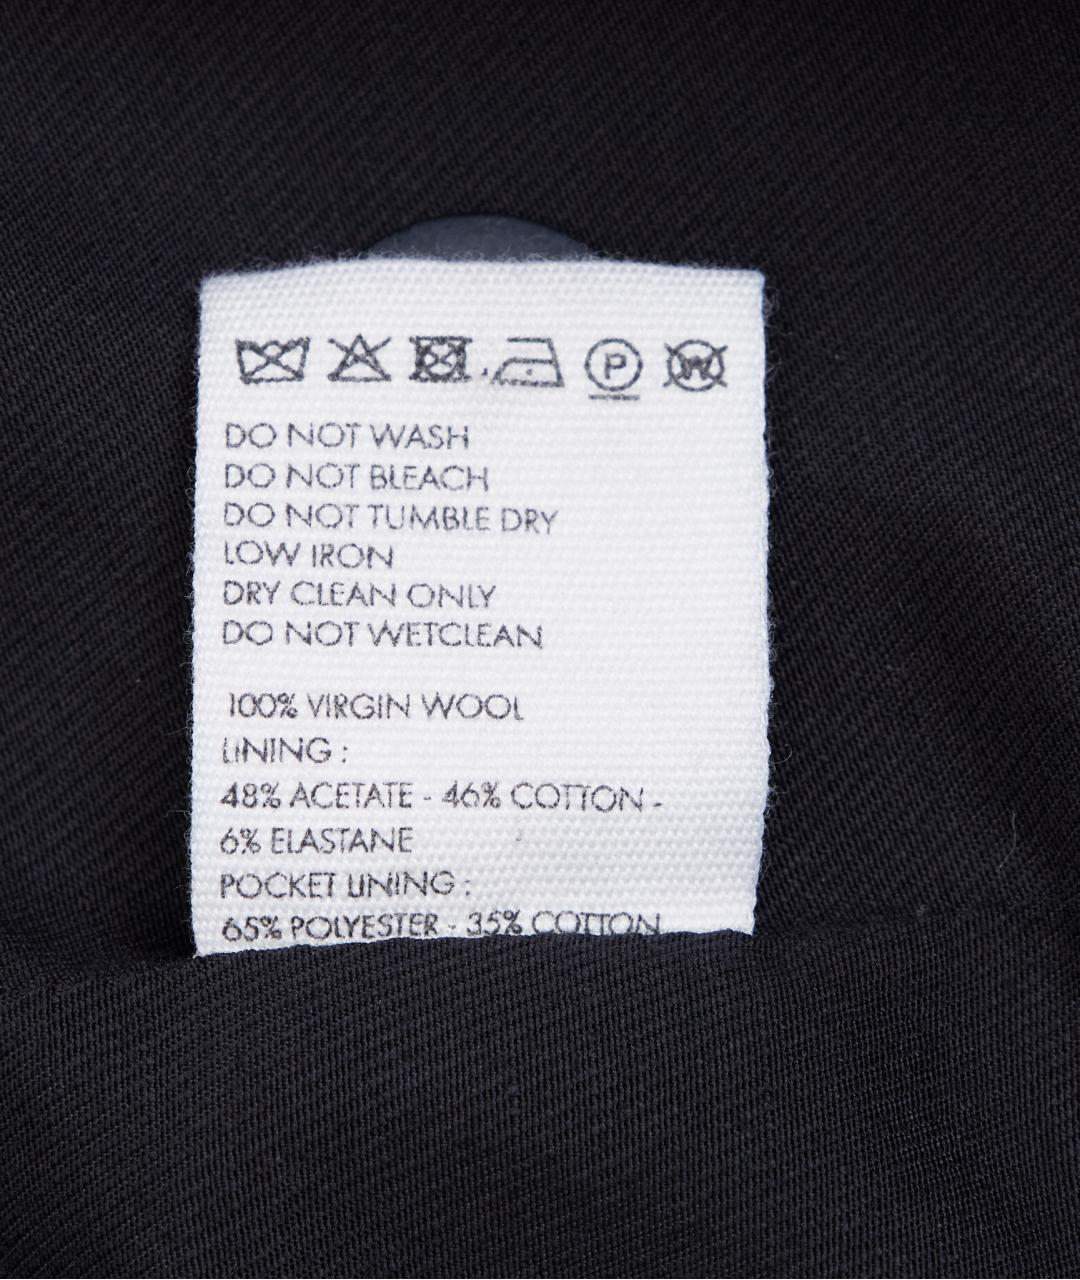 P W
DO NOT WASH
DO NOT BLEACH
DO NOT TUMBLE DRY
LOW IRON
DRY CLEAN ONLY
DO NOT WETCLEAN
100% VIRGIN WOOL
LINING :
48% ACETATE - 46% COTTON -
6% ELASTANE
POCKET LINING :
65% POLYESTER - 35% COTTON